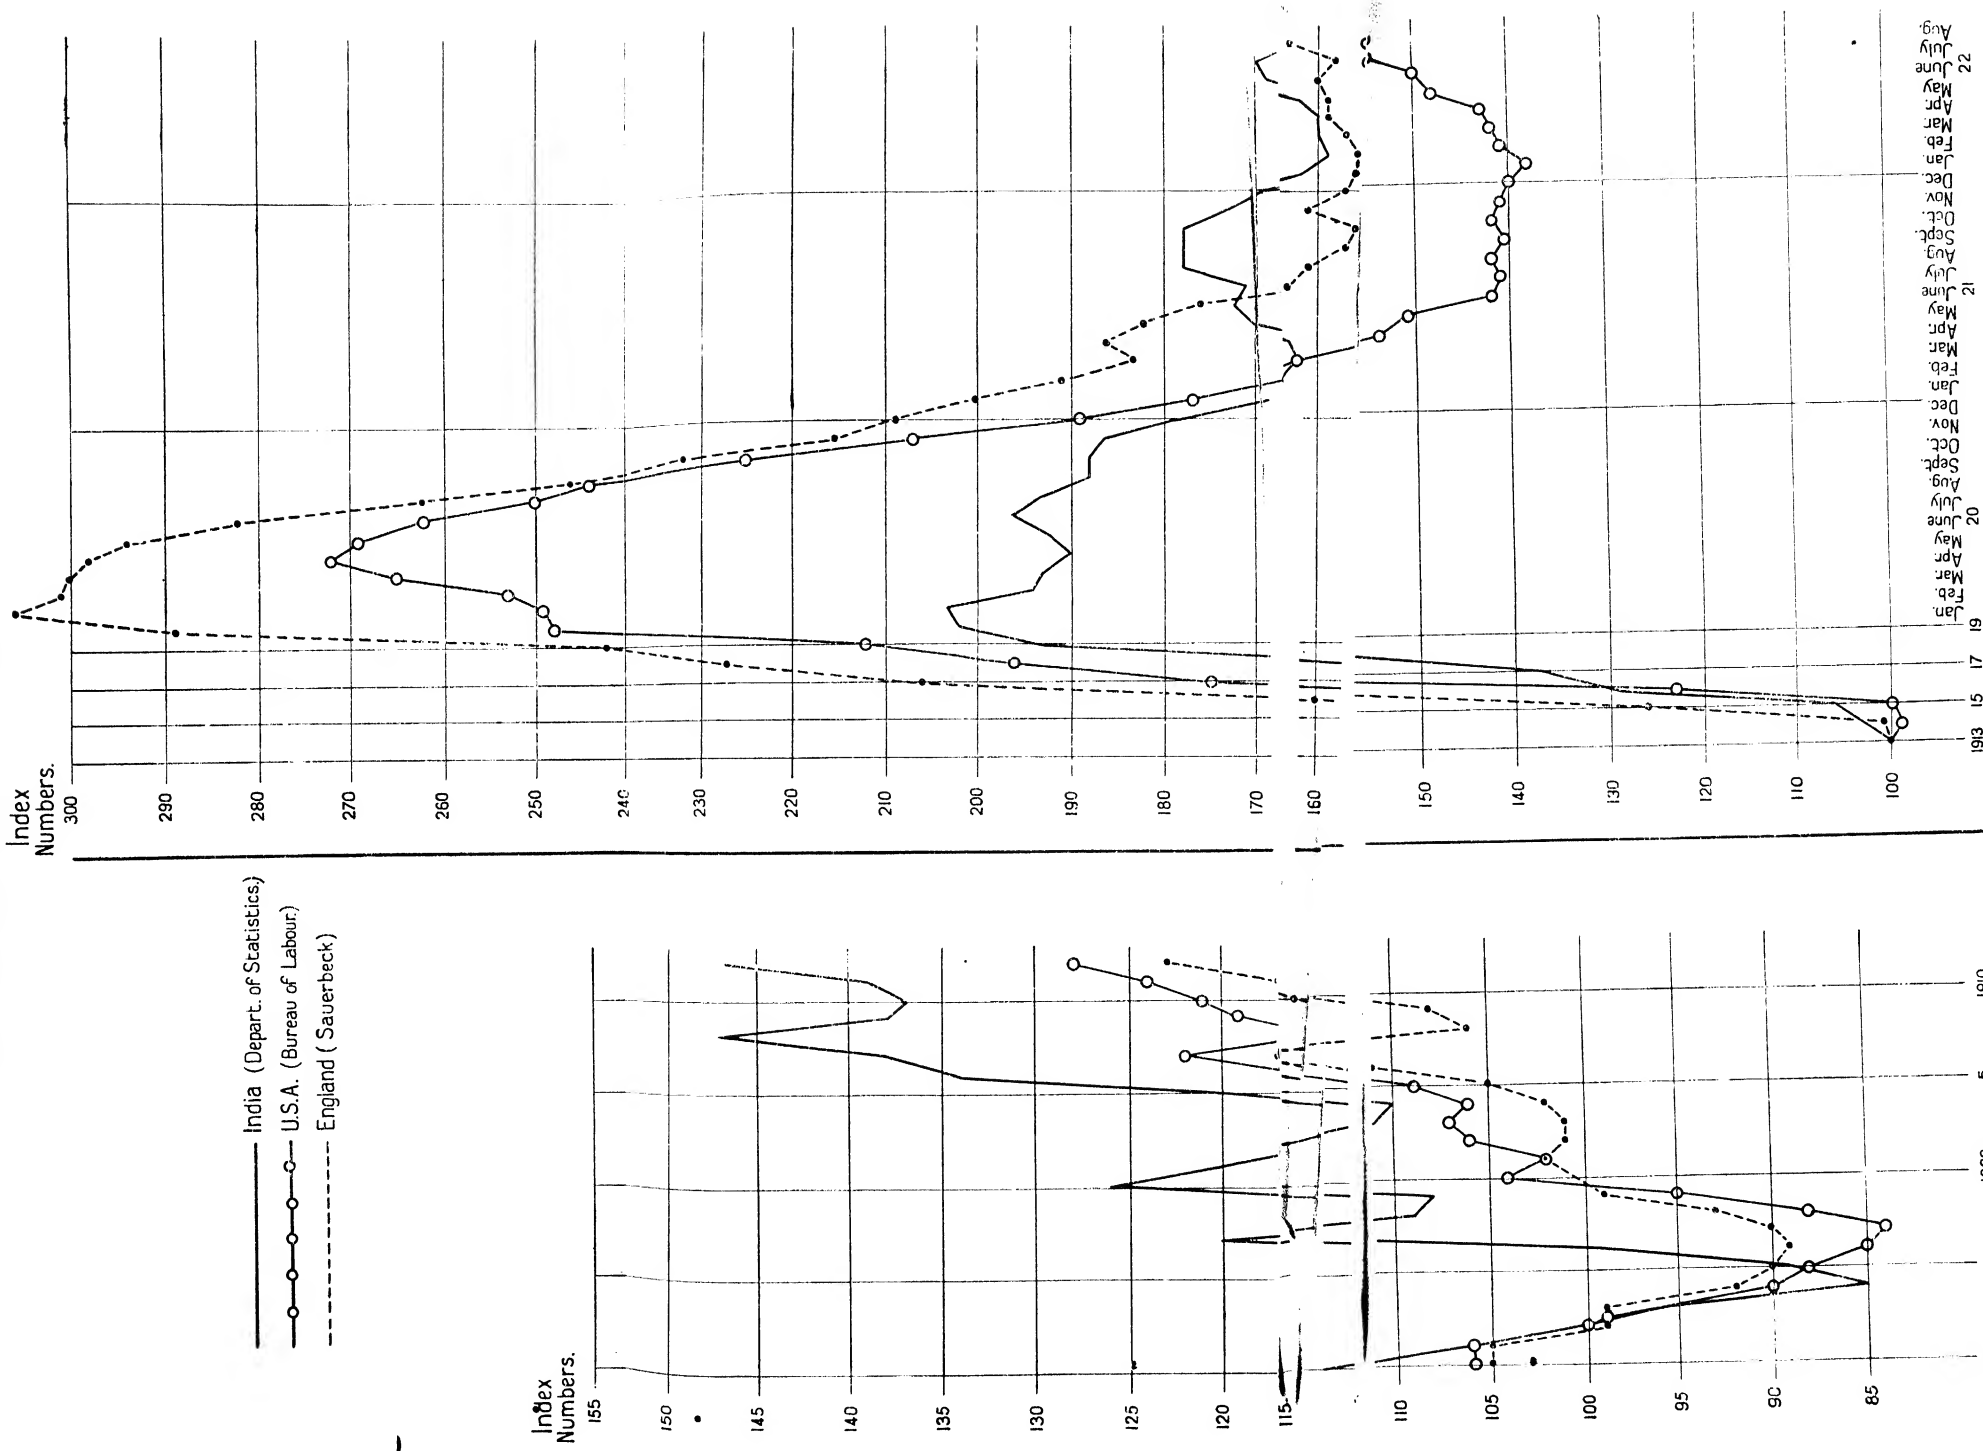 Index
Numbers.
300
290
280
270
260
250
240
230
220
210
200
190
180
170
160
150
140
130
120
110
100
1913
15
17
19
Jan.
Feb.
Mar.
Apr.
May
June
July
Aug.
Sept.
Oct.
Nov.
Dec
20
Jan.
Feb.
Mar.
Apr.
May
June
July
Aug.
Sept.
Oct.
Nov.
Dec
21
Jan.
Feb.
Mar.
Apr.
May
June
July
Aug.
22
India (Depart. of Statistics.)
U.S.A. (Bureau of Labour.)
England (Sauerbeck)
Index
Numbers.
155
150
145
140
135
130
125
120
115
110
105
100
95
90
85